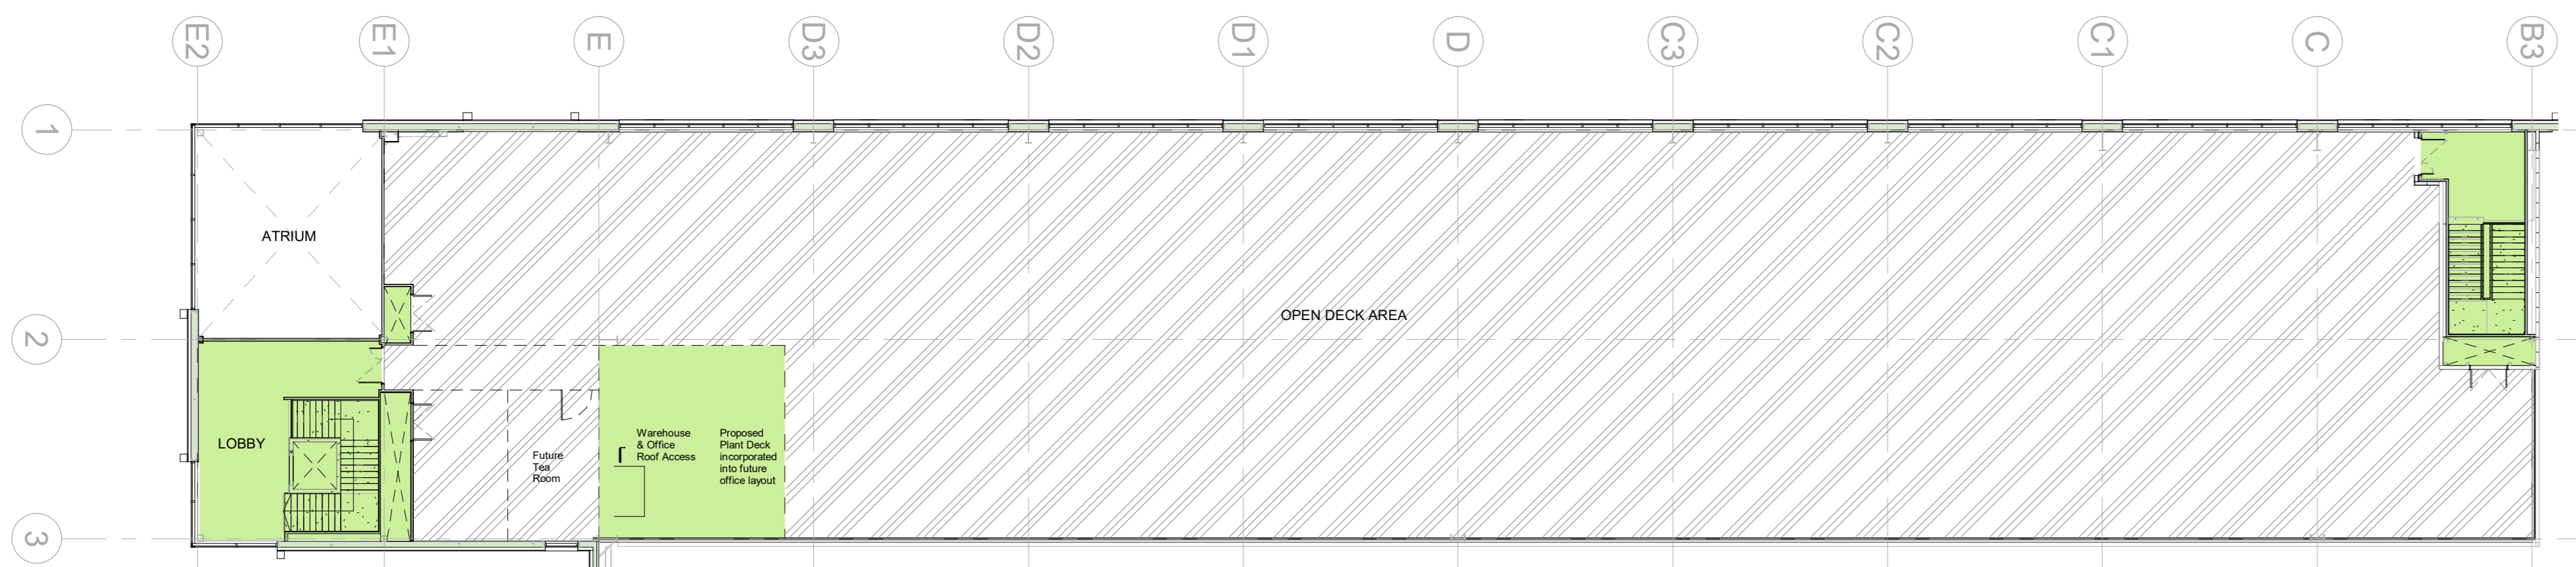 E2
E1
E
D3
D2
D1
D
C3
C2
C1
C
B3
1
2
3
ATRIUM
OPEN DECK AREA
LOBBY
Future
Tea
Room
Warehouse
& Office
Roof Access
Proposed
Plant Deck
incorporated
into future
office layout